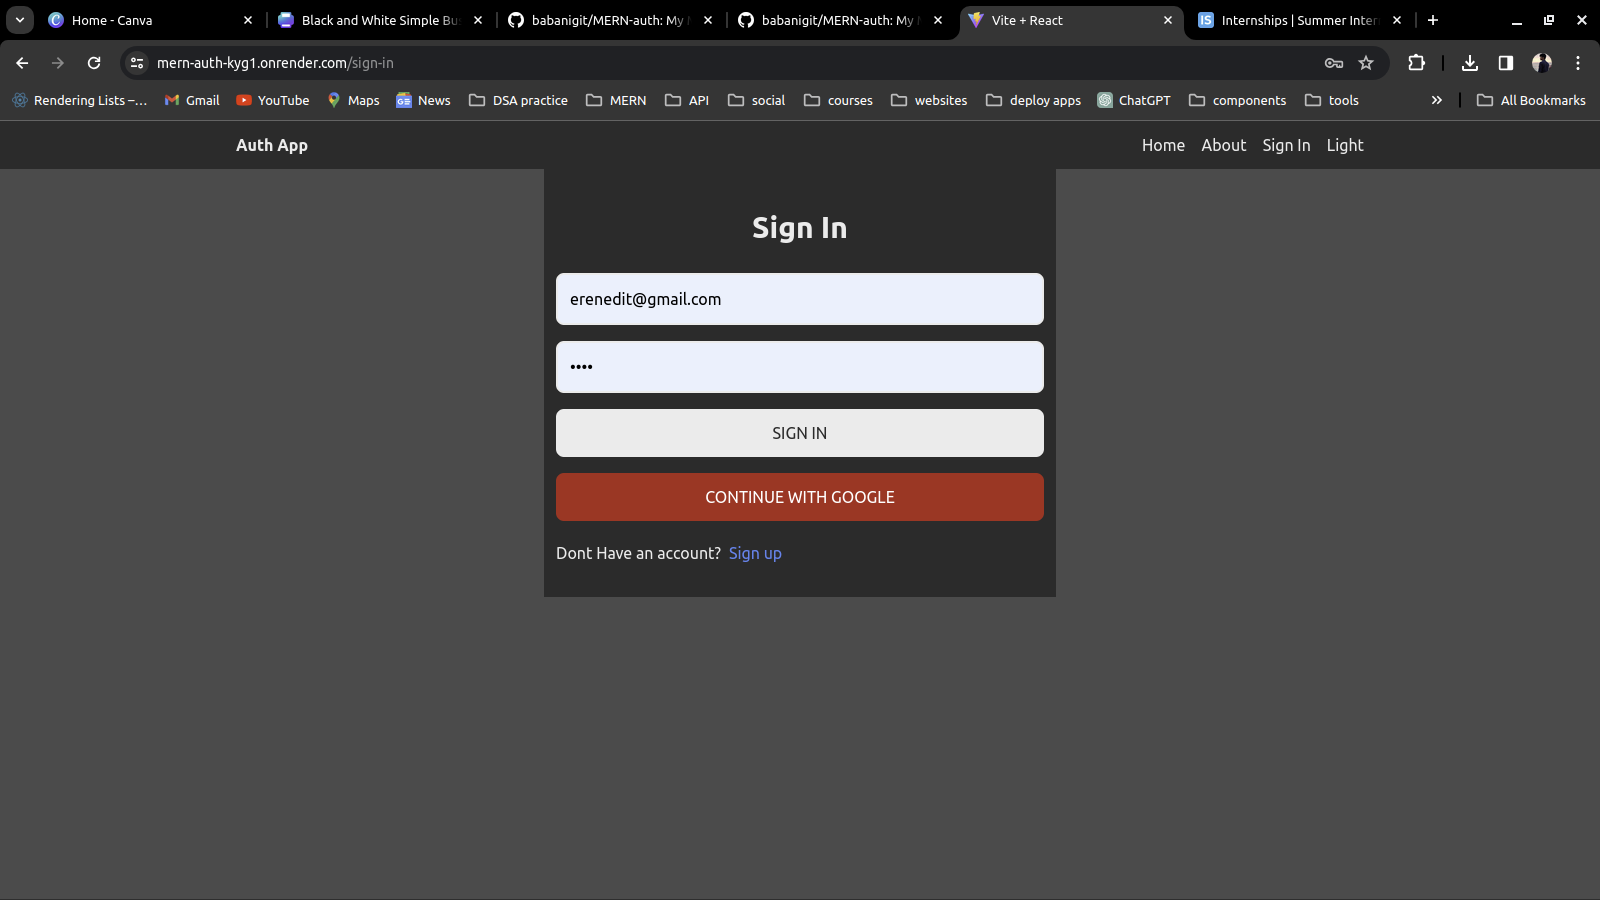 Home - Canva
Black and White Simple Bu
babanigit/MERN-auth: My
babanigit/MERN-auth: My
Vite + React
IS Internships | Summer Inter
mern-auth-kyg1.onrender.com/sign-in
Rendering Lists –...
Gmail
YouTube
Maps
News
DSA practice
MERN
API
social
courses
websites
deploy apps
ChatGPT
components
tools
All Bookmarks
Auth App
Home
About
Sign In
Light
Sign In
erenedit@gmail.com
••••
SIGN IN
CONTINUE WITH GOOGLE
Dont Have an account? Sign up